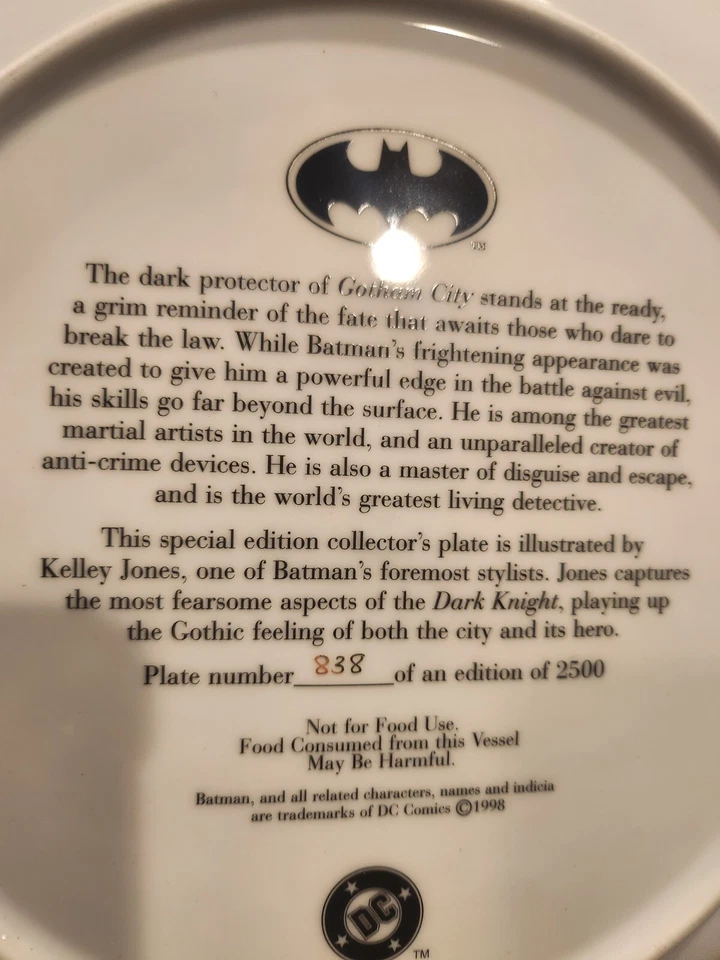 TM
The dark protector of Gotham City stands at the ready,
a grim reminder of the fate that awaits those who dare to
break the law. While Batman's frightening appearance was
created to give him a powerful edge in the battle against evil,
his skills go far beyond the surface. He is among the greatest
martial artists in the world, and an unparalleled creator of
anti-crime devices. He is also a master of disguise and escape,
and is the world's greatest living detective.
This special edition collector's plate is illustrated by
Kelley Jones, one of Batman's foremost stylists. Jones captures
the most fearsome aspects of the Dark Knight, playing up
the Gothic feeling of both the city and its hero.
Plate number 838 of an edition of 2500
Not for Food Use.
Food Consumed from this Vessel
May Be Harmful.
Batman, and all related characters, names and indicia
are trademarks of DC Comics ©1998
DC
TM